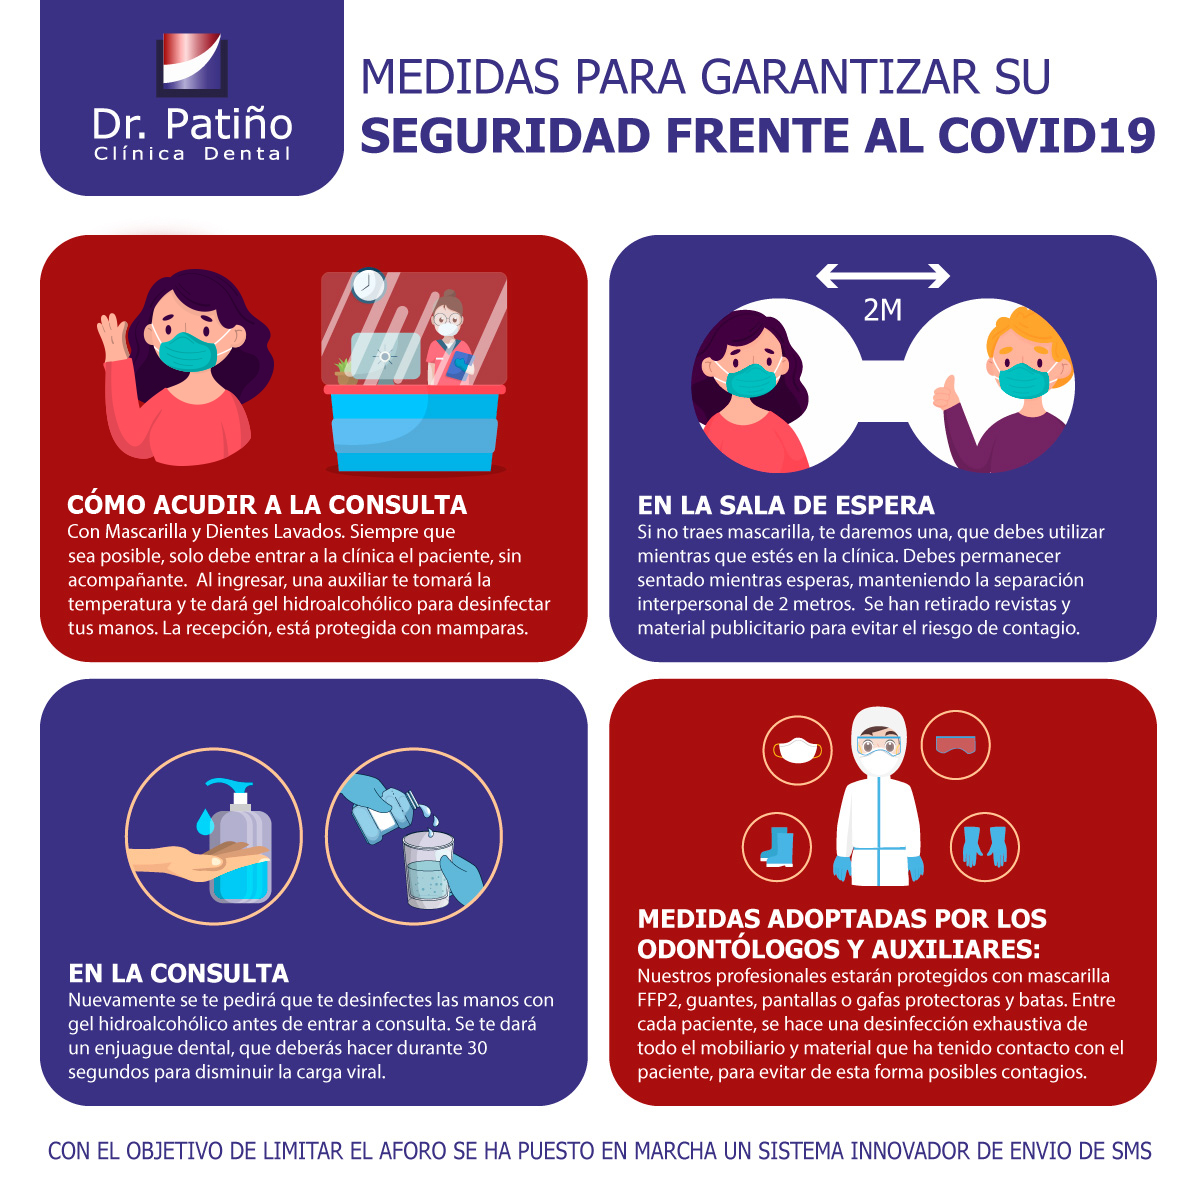 Dr. Patiño
Clínica Dental
MEDIDAS PARA GARANTIZAR SU
SEGURIDAD FRENTE AL COVID19
2M
CÓMO ACUDIR A LA CONSULTA
Con Mascarilla y Dientes Lavados. Siempre que
sea posible, solo debe entrar a la clínica el paciente, sin
acompañante. Al ingresar, una auxiliar te tomará la
temperatura y te dará gel hidroalcohólico para desinfectar
tus manos. La recepción, está protegida con mamparas.
EN LA SALA DE ESPERA
Si no traes mascarilla, te daremos una, que debes utilizar
mientras que estés en la clínica. Debes permanecer
sentado mientras esperas, manteniendo la separación
interpersonal de 2 metros. Se han retirado revistas y
material publicitario para evitar el riesgo de contagio.
EN LA CONSULTA
Nuevamente se te pedirá que te desinfectes las manos con
gel hidroalcohólico antes de entrar a consulta. Se te dará
un enjuague dental, que deberás hacer durante 30
segundos para disminuir la carga viral.
MEDIDAS ADOPTADAS POR LOS
ODONTÓLOGOS Y AUXILIARES:
Nuestros profesionales estarán protegidos con mascarilla
FFP2, guantes, pantallas o gafas protectoras y batas. Entre
cada paciente, se hace una desinfección exhaustiva de
todo el mobiliario y material que ha tenido contacto con el
paciente, para evitar de esta forma posibles contagios.
CON EL OBJETIVO DE LIMITAR EL AFORO SE HA PUESTO EN MARCHA UN SISTEMA INNOVADOR DE ENVIO DE SMS